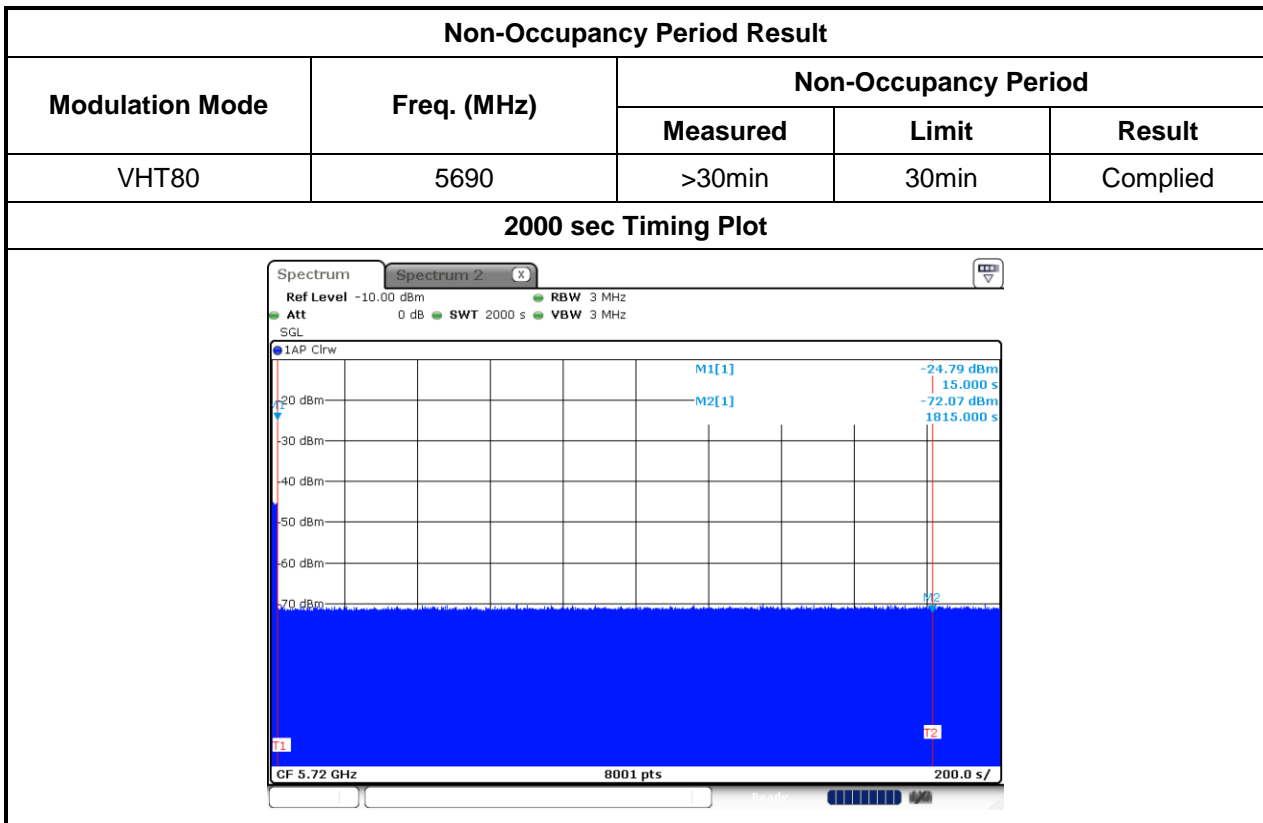 Non-Occupancy Period Result
Modulation Mode
Freq. (MHz)
Non-Occupancy Period
Measured
Limit
Result
VHT80
5690
>30min
30min
Complied
2000 sec Timing Plot
Spectrum
Spectrum 2
X
Ref Level -10.00 dBm
RBW 3 MHz
Att 0 dB
SWT 2000 s
VBW 3 MHz
SGL
1AP Clrw
M1[1] -24.79 dBm
15.000 s
M2[1] -72.07 dBm
1815.000 s
M1
-20 dBm
-30 dBm
-40 dBm
-50 dBm
-60 dBm
-70 dBm
M2
T1
T2
CF 5.72 GHz
8001 pts
200.0 s/